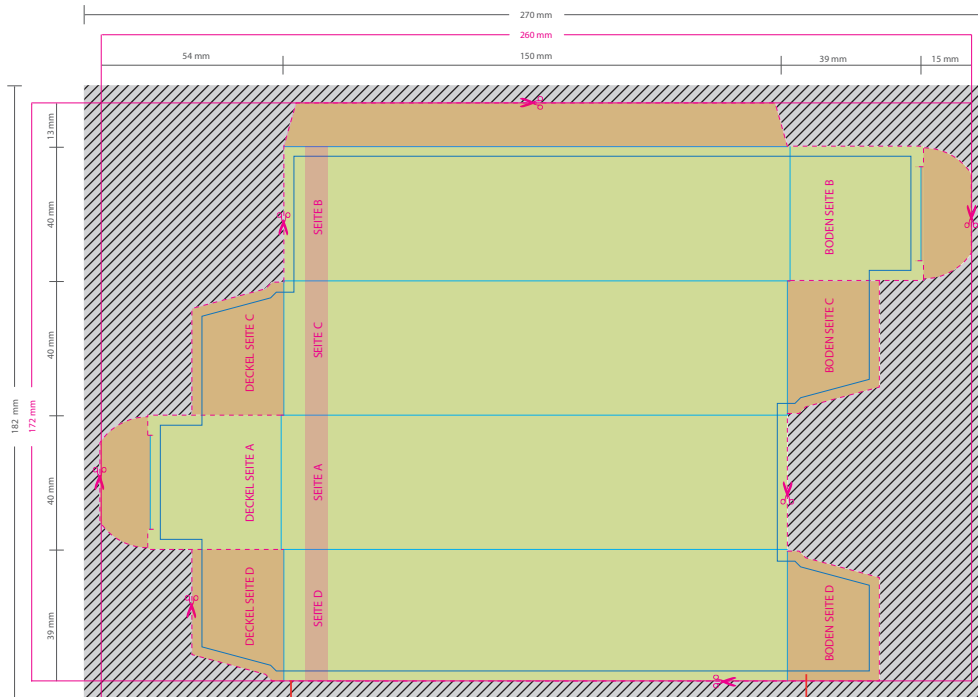 270 mm
260 mm
54 mm
150 mm
39 mm
15 mm
13 mm
40 mm
SEITE B
BODEN SEITE B
40 mm
DECKEL SEITE C
SEITE C
BODEN SEITE C
182 mm
172 mm
40 mm
DECKEL SEITE A
SEITE A
39 mm
DECKEL SEITE D
SEITE D
BODEN SEITE D